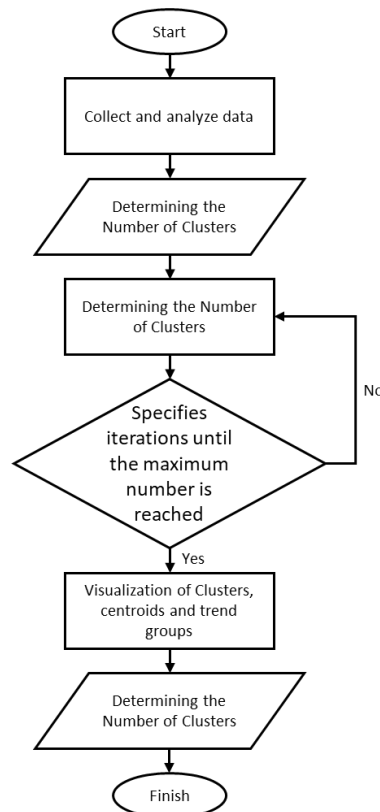 Start
Collect and analyze data
Determining the
Number of Clusters
Determining the Number
of Clusters
Specifies
iterations until
the maximum
number is
reached
No
Yes
Visualization of Clusters,
centroids and trend
groups
Determining the
Number of Clusters
Finish